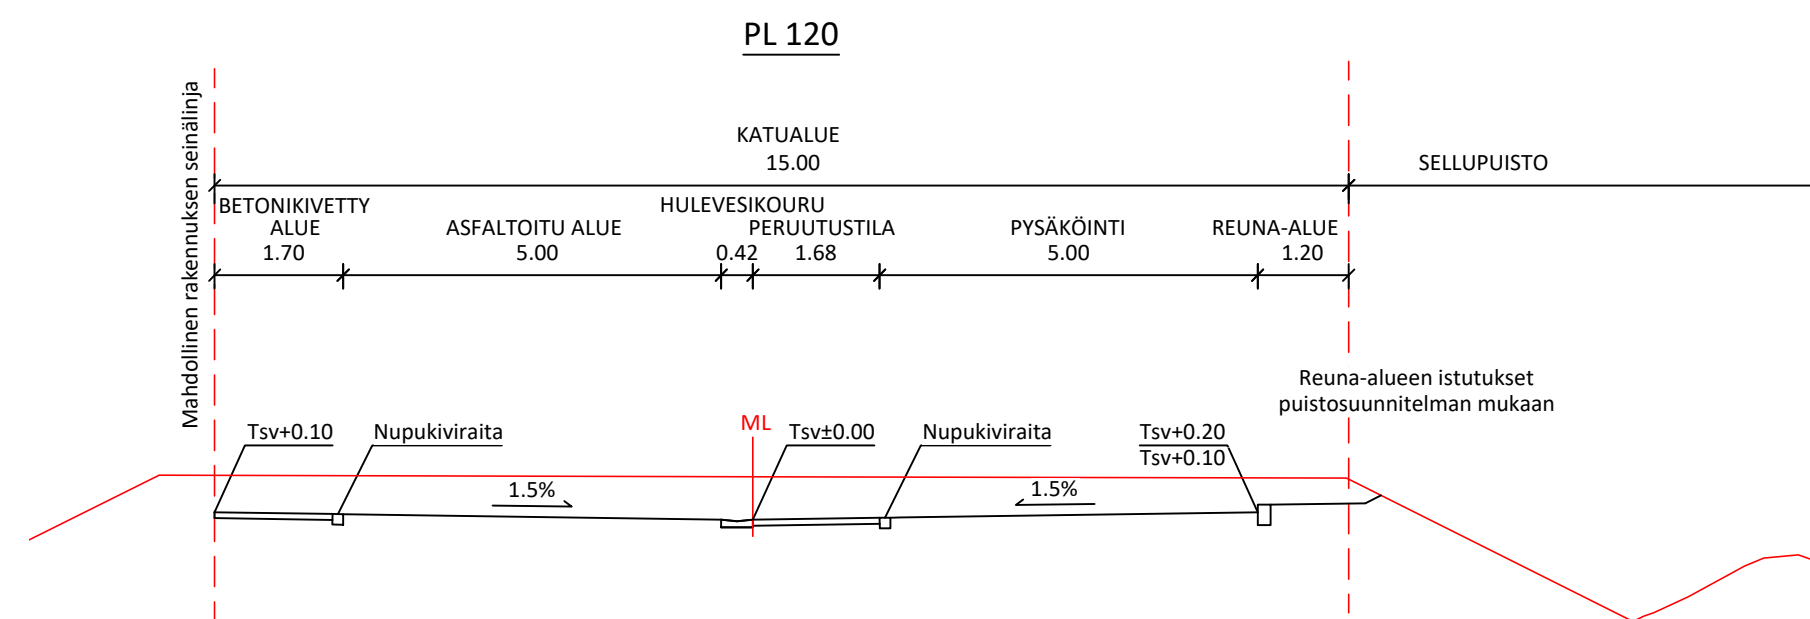 PL 120
Mahdollinen rakennuksen seinälinja
KATUALUE
15.00
SELLUPUISTO
BETONIKIVETTY
ALUE
1.70
ASFALTOITU ALUE
5.00
HULEVESIKOURU
0.42
PERUUTUSTILA
1.68
PYSÄKÖINTI
5.00
REUNA-ALUE
1.20
Reuna-alueen istutukset
puistosuunnitelman mukaan
Tsv+0.10
Nupukiviraita
ML
Tsv±0.00
Nupukiviraita
Tsv+0.20
Tsv+0.10
1.5%
1.5%